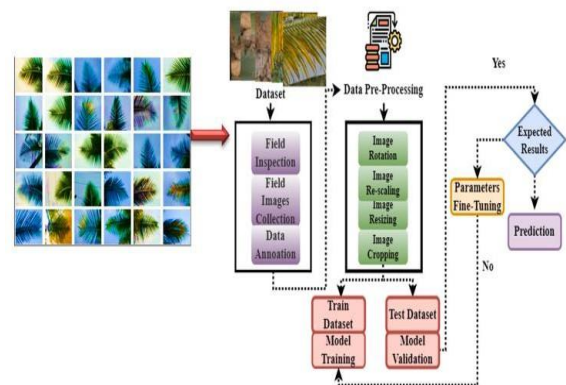 Dataset
Field
Inspection
Field
Images
Collection
Data
Annoation
Data Pre-Processing
Image
Rotation
Image
Re-scaling
Image
Resizing
Image
Cropping
Train
Dataset
Model
Training
Test Dataset
Model
Validation
Yes
Expected
Results
Parameters
Fine-Tuning
No
Prediction